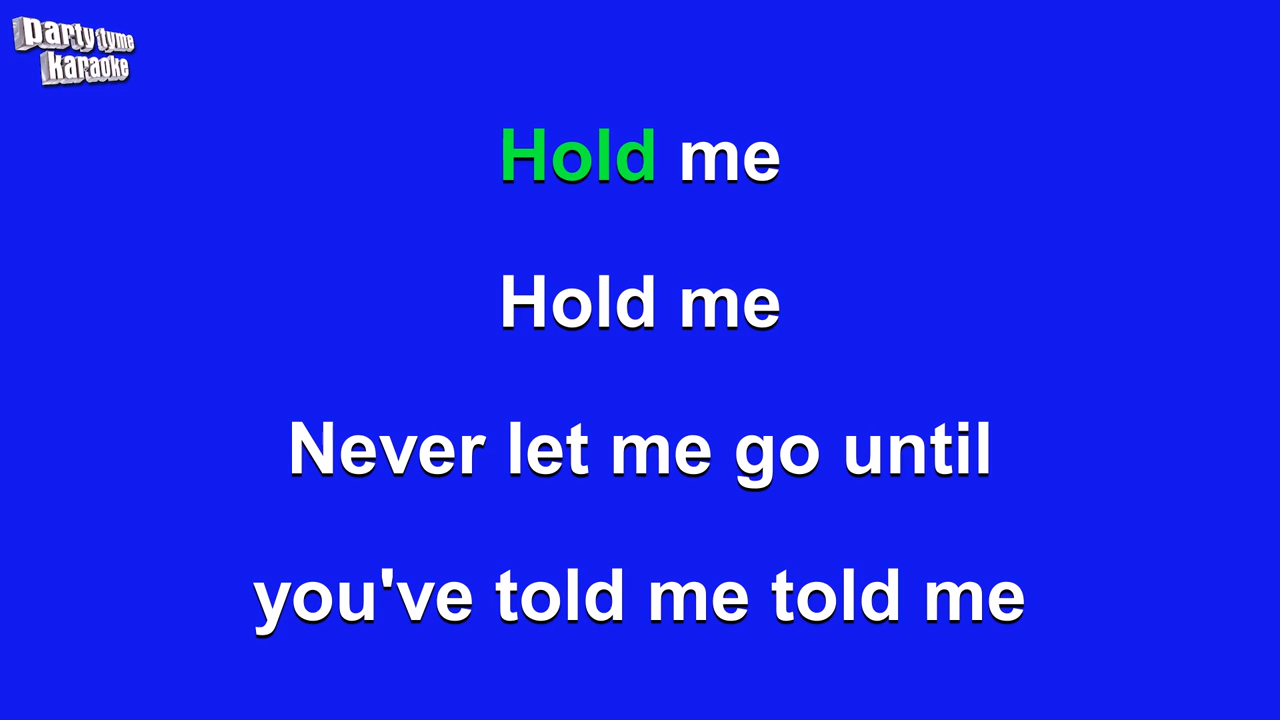 party tyme
karaoke
Hold me
Hold me
Never let me go until
you've told me told me